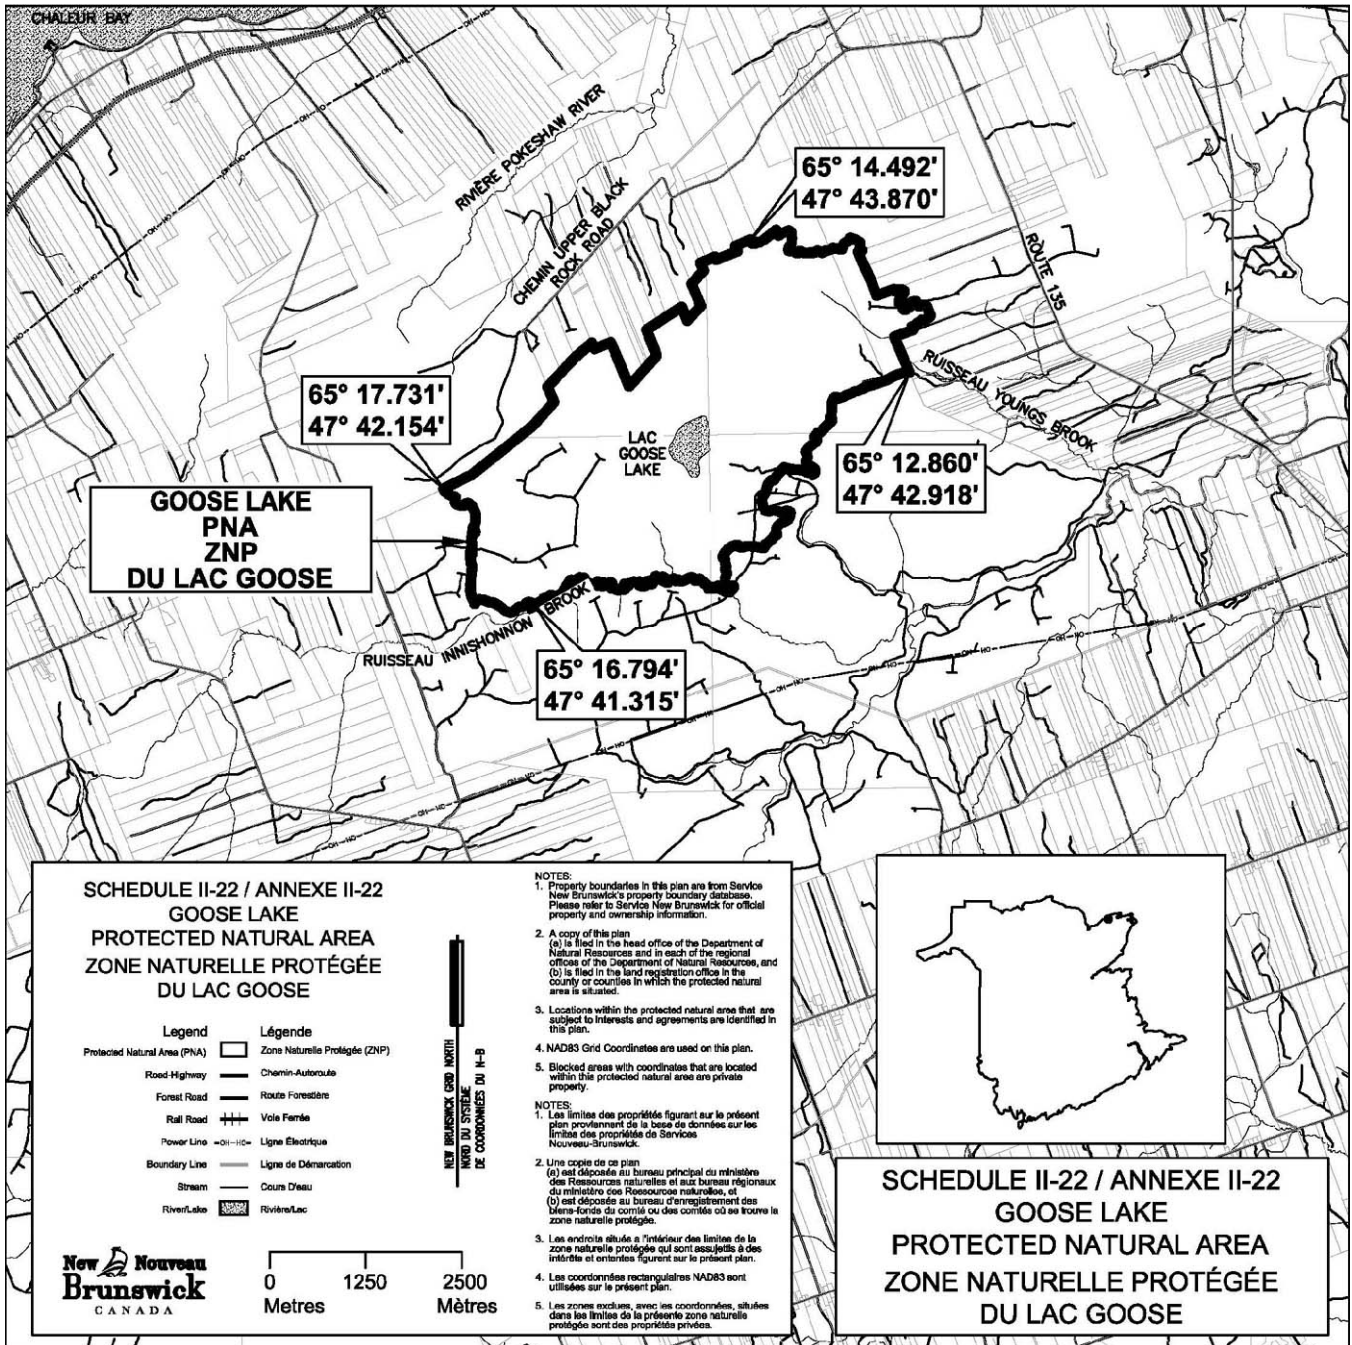 CHALEUR BAY
RIVIÈRE POKESHAW RIVER
CHEMIN UPPER BLACK
ROCK ROAD
65° 14.492'
47° 43.870'
ROUTE 135
RUISSEAU YOUNGS BROOK
65° 17.731'
47° 42.154'
LAC
GOOSE
LAKE
65° 12.860'
47° 42.918'
GOOSE LAKE
PNA
ZNP
DU LAC GOOSE
RUISSEAU INNISHONNON BROOK
65° 16.794'
47° 41.315'
SCHEDULE II-22 / ANNEXE II-22
GOOSE LAKE
PROTECTED NATURAL AREA
ZONE NATURELLE PROTÉGÉE
DU LAC GOOSE
Legend Légende
Protected Natural Area (PNA) Zone Naturelle Protégée (ZNP)
Road-Highway Chemin-Autoroute
Forest Road Route Forestière
Rail Road Voie Ferrée
Power Line -OH-HO- Ligne Électrique
Boundary Line Ligne de Démarcation
Stream Cours D'eau
River/Lake Rivière/Lac
NEW BRUNSWICK GRID NORTH
NORD DU SYSTÈME
DE COORDONNÉES DU N-B
New Nouveau
Brunswick
CANADA
0 1250 2500
Metres Mètres
NOTES:
1. Property boundaries in this plan are from Service
New Brunswick's property boundary database.
Please refer to Service New Brunswick for official
property and ownership information.
2. A copy of this plan
(a) is filed in the head office of the Department of
Natural Resources and in each of the regional
offices of the Department of Natural Resources, and
(b) is filed in the land registration office in the
county or counties in which the protected natural
area is situated.
3. Locations within the protected natural area that are
subject to interests and agreements are identified in
this plan.
4. NAD83 Grid Coordinates are used on this plan.
5. Blocked areas with coordinates that are located
within this protected natural area are private
property.
NOTES:
1. Les limites des propriétés figurant sur le présent
plan proviennent de la base de données sur les
limites des propriétés de Services
Nouveau-Brunswick.
2. Une copie de ce plan
(a) est déposée au bureau principal du ministère
des Ressources naturelles et aux bureau régionaux
du ministère des Ressources naturelles, et
(b) est déposée au bureau d'enregistrement des
biens-fonds du comté ou des comtés où se trouve la
zone naturelle protégée.
3. Les endroits situés a l'intérieur des limites de la
zone naturelle protégée qui sont assujettis à des
intérêts et ententes figurent sur le présent plan.
4. Les coordonnées rectangulaires NAD83 sont
utilisées sur le présent plan.
5. Les zones exclues, avec les coordonnées, situées
dans les limites de la présente zone naturelle
protégée sont des propriétés privées.
SCHEDULE II-22 / ANNEXE II-22
GOOSE LAKE
PROTECTED NATURAL AREA
ZONE NATURELLE PROTÉGÉE
DU LAC GOOSE